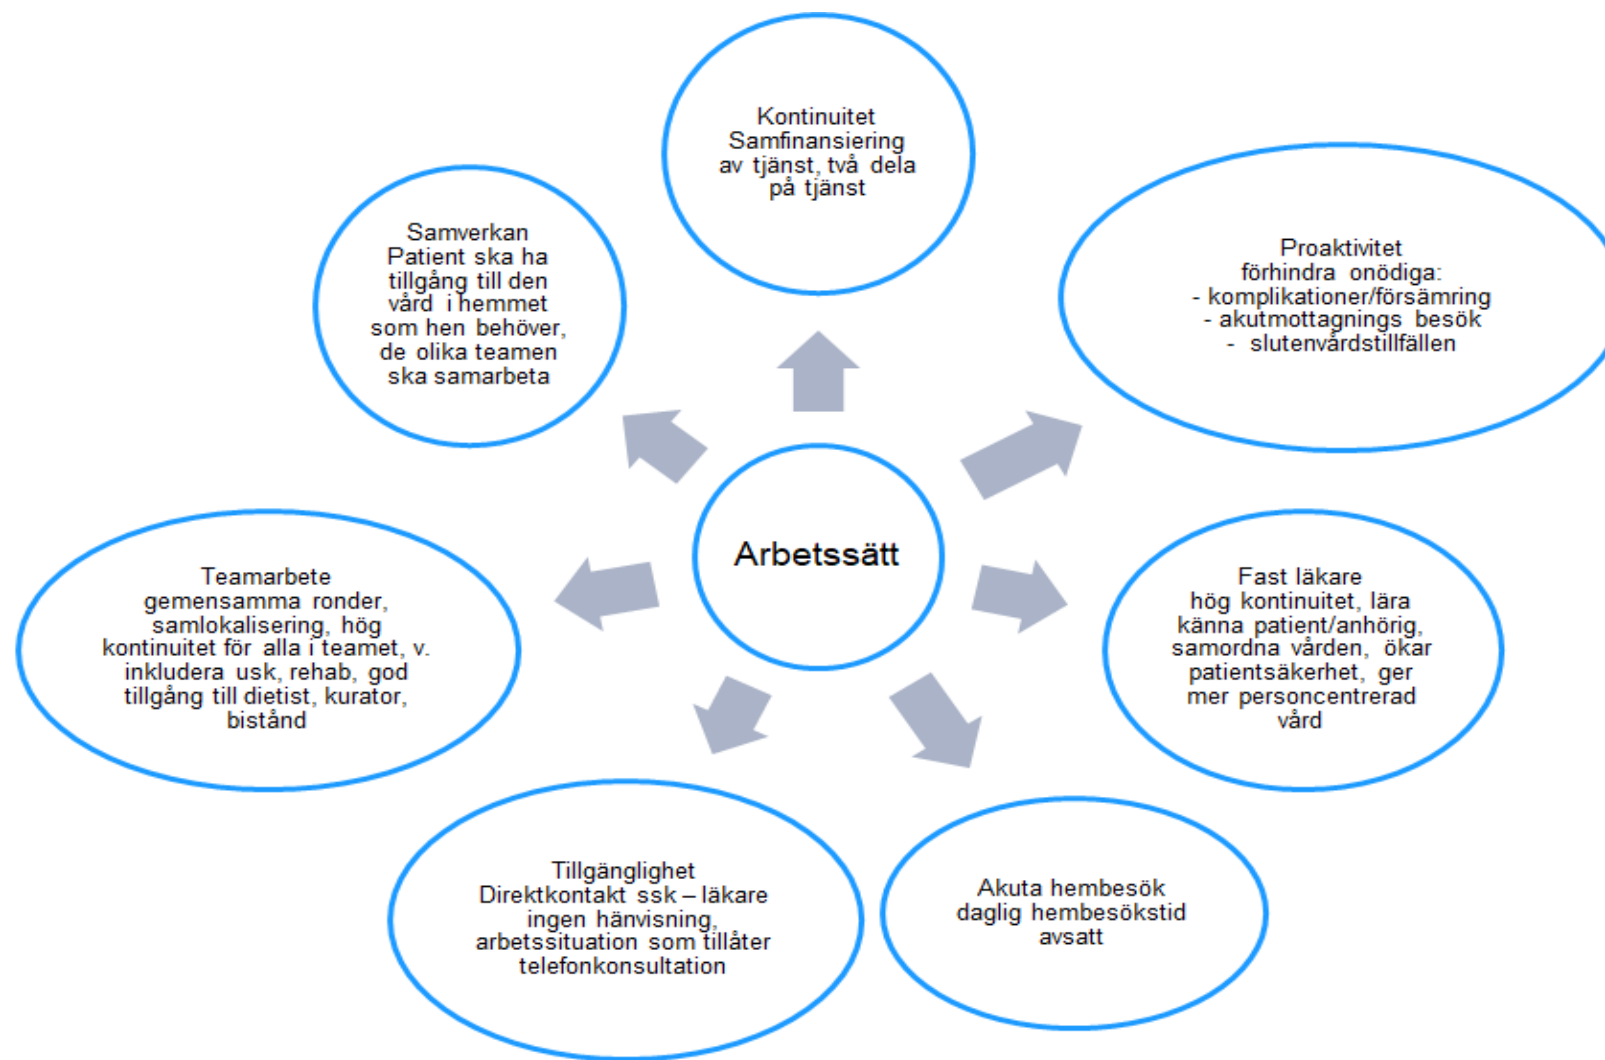 Kontinuitet
Samfinansiering
av tjänst, två dela
på tjänst
Proaktivitet
förhindra onödiga:
- komplikationer/försämring
- akutmottagnings besök
- slutenvårdstillfällen
Samverkan
Patient ska ha
tillgång till den
vård i hemmet
som hen behöver,
de olika teamen
ska samarbeta
Arbetssätt
Fast läkare
hög kontinuitet, lära
känna patient/anhörig,
samordna vården, ökar
patientsäkerhet, ger
mer personcentrerad
vård
Teamarbete
gemensamma ronder,
samlokalisering, hög
kontinuitet för alla i teamet, v.
inkludera usk, rehab, god
tillgång till dietist, kurator,
bistånd
Tillgänglighet
Direktkontakt ssk – läkare
ingen hänvisning,
arbetssituation som tillåter
telefonkonsultation
Akuta hembesök
daglig hembesökstid
avsatt